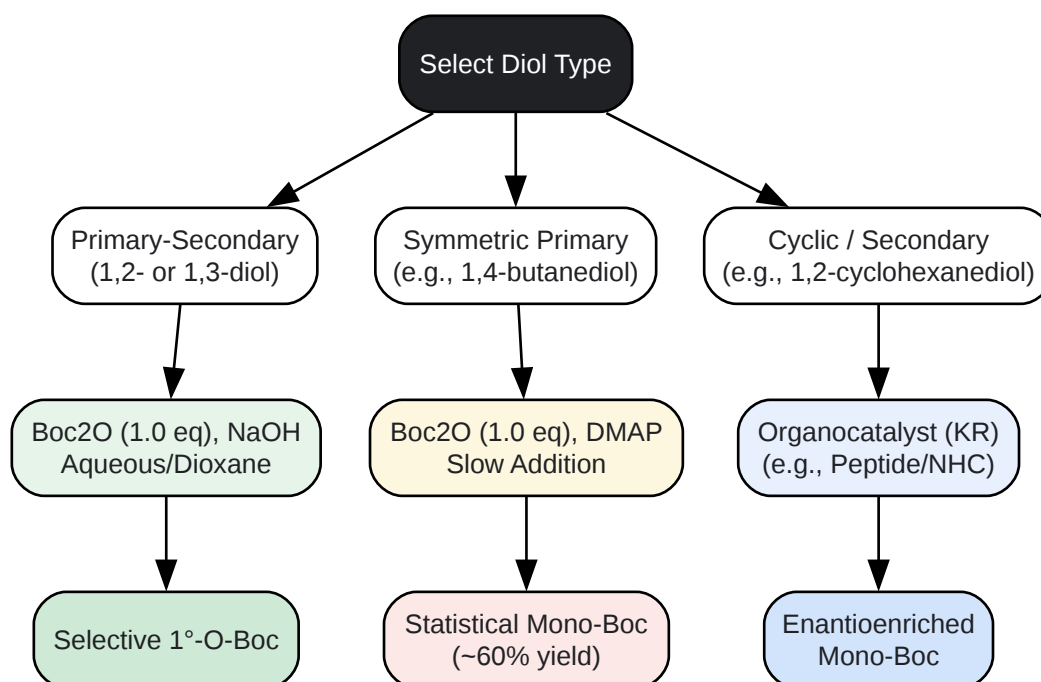 Select Diol Type
Primary-Secondary
(1,2- or 1,3-diol)
Symmetric Primary
(e.g., 1,4-butanediol)
Cyclic / Secondary
(e.g., 1,2-cyclohexanediol)
Boc2O (1.0 eq), NaOH
Aqueous/Dioxane
Boc2O (1.0 eq), DMAP
Slow Addition
Organocatalyst (KR)
(e.g., Peptide/NHC)
Selective 1°-O-Boc
Statistical Mono-Boc
(~60% yield)
Enantioenriched
Mono-Boc